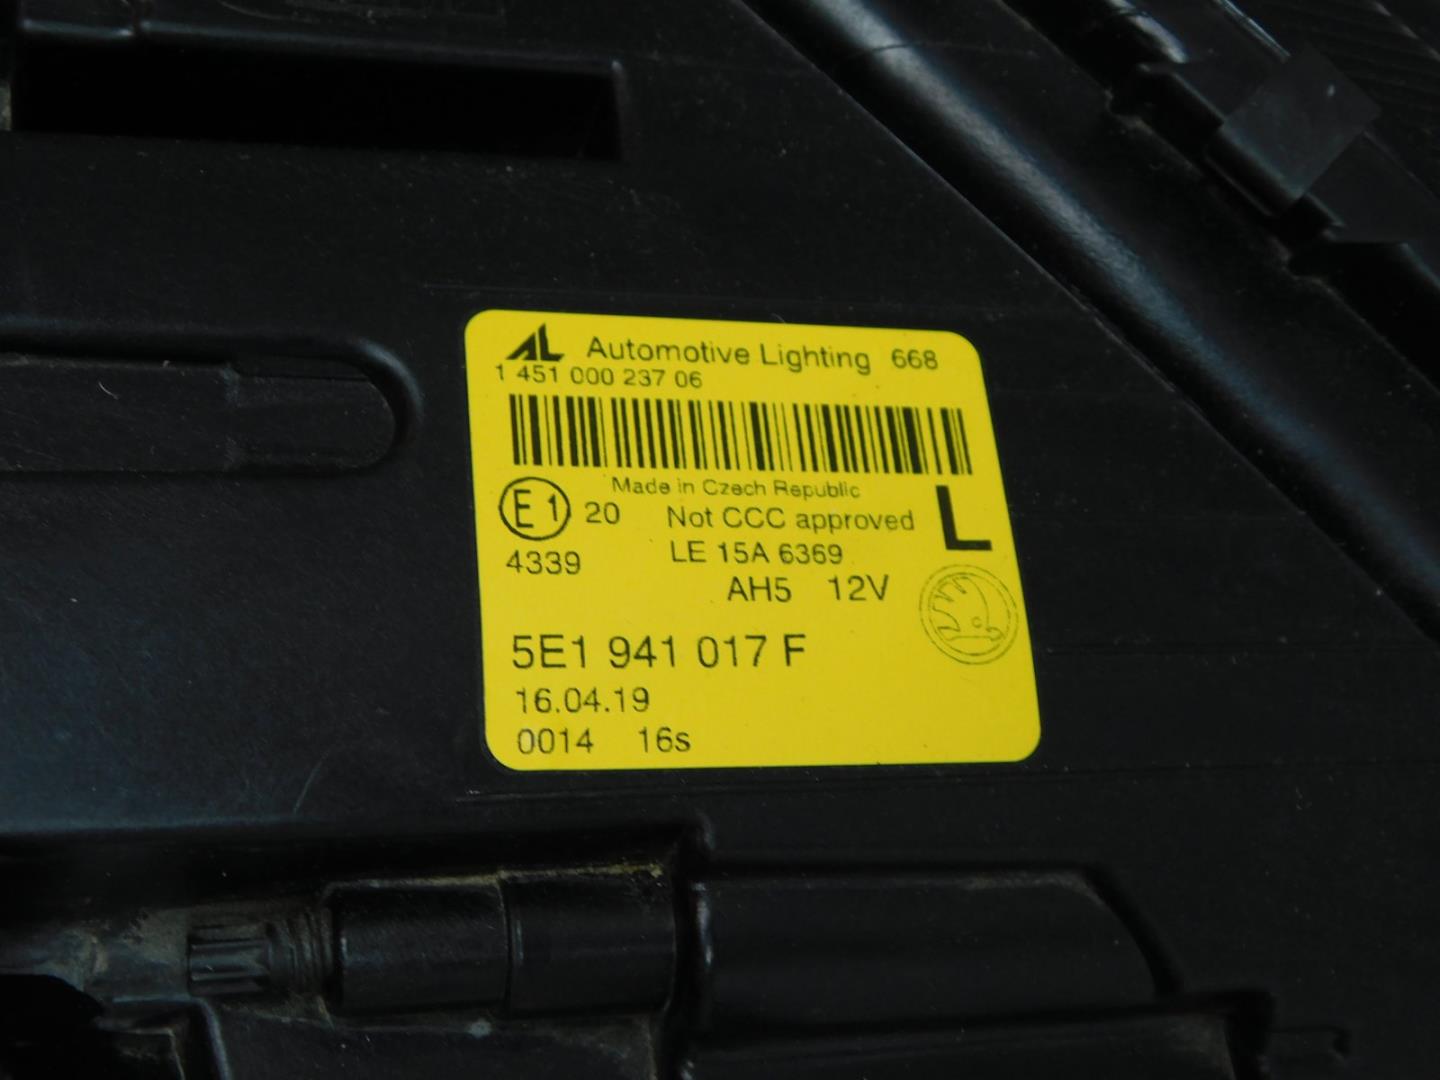 AL Automotive Lighting 668
1 451 000 237 06
Made in Czech Republic
E1 20 Not CCC approved L
4339 LE 15A 6369
AH5 12V
5E1 941 017 F
16.04.19
0014 16s